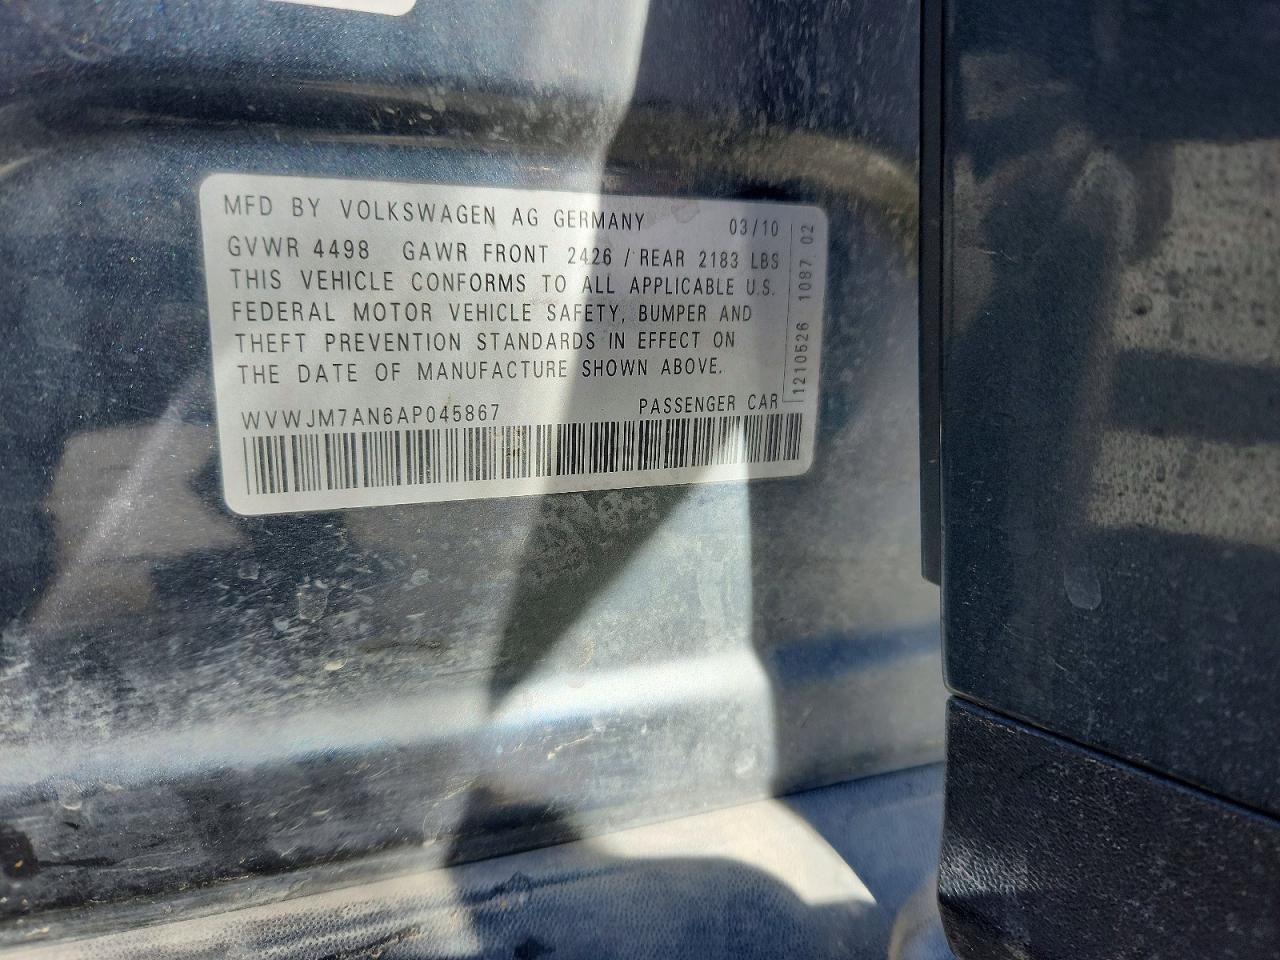 MFD BY VOLKSWAGEN AG GERMANY 03/10
GVWR 4498 GAWR FRONT 2426 / REAR 2183 LBS
THIS VEHICLE CONFORMS TO ALL APPLICABLE U.S.
FEDERAL MOTOR VEHICLE SAFETY, BUMPER AND
THEFT PREVENTION STANDARDS IN EFFECT ON
THE DATE OF MANUFACTURE SHOWN ABOVE.
WVWJM7AN6AP045867 PASSENGER CAR
1210526 1087 02